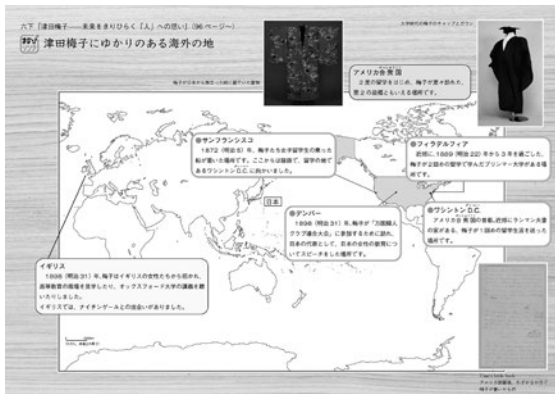 六下「津田梅子――未来をきりひらく「人」への思い」(96ページ~)
津田梅子にゆかりのある海外の地
大学時代の梅子のキャップとガウン
梅子が日本から旅立った時に着ていた着物
アメリカ合衆国
2度の留学をはじめ、梅子が度々訪れた、
第2の故郷ともいえる場所です。
◎サンフランシスコ
1872(明治5)年、梅子たち女子留学生の乗った
船が着いた場所です。ここからは陸路で、留学の地で
あるワシントンD.C.に向かいました。
◎フィラデルフィア
近郊に、1889(明治22)年から3年を過ごした、
梅子が2回めの留学で学んだブリンマー大学がある場
所です。
日本
◎デンバー
1898(明治31)年、梅子が「万国婦人
クラブ連合大会」に参加するために訪れ、
日本の代表として、日本の女性の教育につ
いてスピーチをした場所です。
◎ワシントンD.C.
アメリカ合衆国の首都。近郊にランマン夫妻
の家がある、梅子が1回めの留学生活を送った
場所です。
イギリス
1898(明治31)年、梅子はイギリスの女性たちから招かれ、
高等教育の現場を見学したり、オックスフォード大学の講義を聴
いたりしました。
イギリスでは、ナイチンゲールとの出会いがありました。